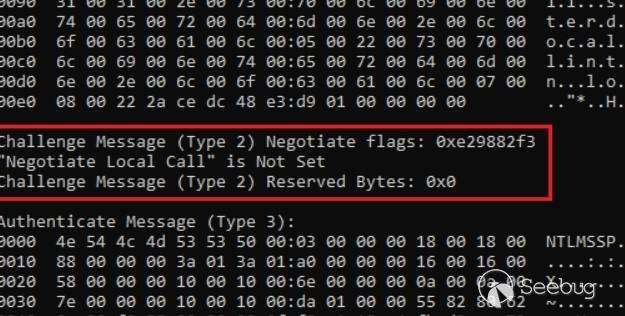 0090 31 00 31 00 2e 00 73 00:70 00 6c 00 69 00 6e 00 1.1...s
00a0 74 00 65 00 72 00 64 00:6d 00 6e 00 2e 00 6c 00 t.e.r.d
00b0 6f 00 63 00 61 00 6c 00:05 00 22 00 73 00 70 00 o.c.a.l
00c0 6c 00 69 00 6e 00 74 00:65 00 72 00 64 00 6d 00 l.i.n.t
00d0 6e 00 2e 00 6c 00 6f 00:63 00 61 00 6c 00 07 00 n...l.o
00e0 08 00 22 2a ce dc 48 e3:d9 01 00 00 00 00 .."*..H
Challenge Message (Type 2) Negotiate flags: 0xe29882f3
"Negotiate Local Call" is Not Set
Challenge Message (Type 2) Reserved Bytes: 0x0
Authenticate Message (Type 3):
0000 4e 54 4c 4d 53 53 50 00:03 00 00 00 18 00 18 00 NTLMSSP.
0010 88 00 00 00 3a 01 3a 01:a0 00 00 00 16 00 16 00 ....:.:.
0020 58 00 00 00 10 00 10 00:6e 00 00 00 0a 00 0a 00 X.......
0030 7e 00 00 00 10 00 10 00:da 01 00 00 55 82 ~.......
Seebug